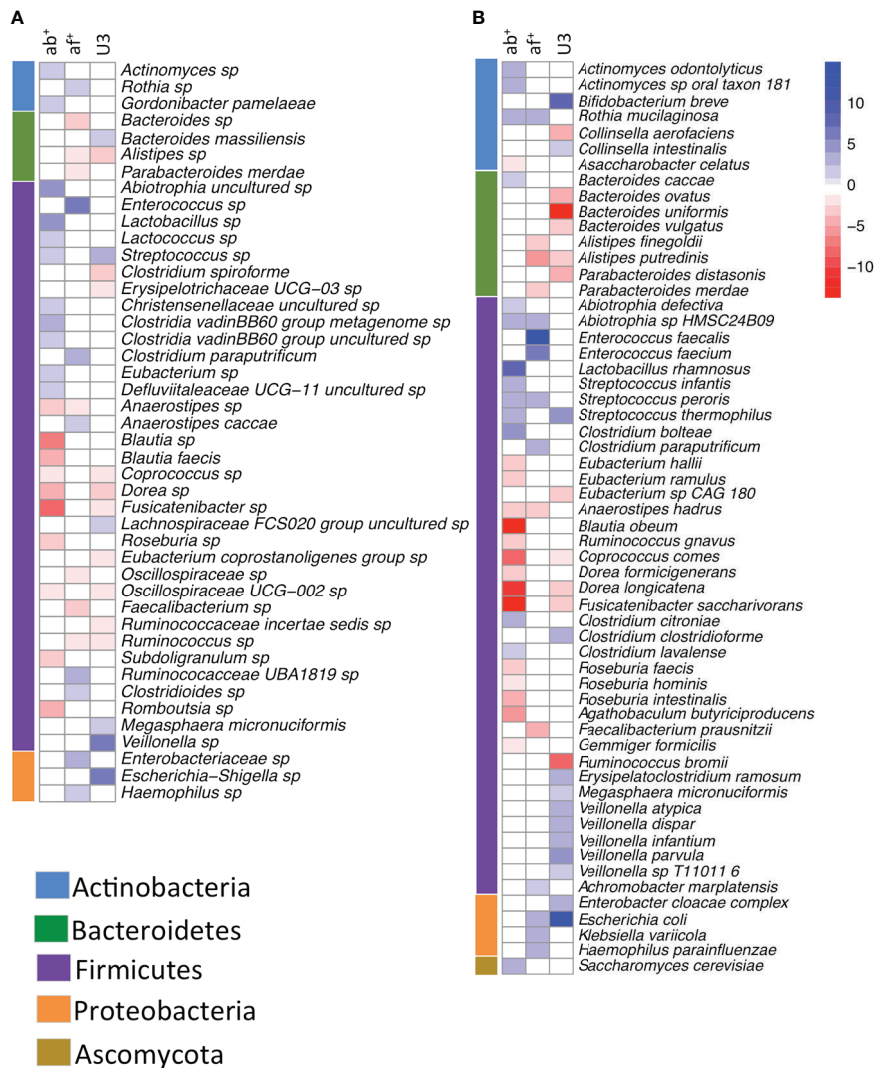 A
ab+ af+ U3
Actinomyces sp
Rothia sp
Gordonibacter pamelaeae
Bacteroides sp
Bacteroides massiliensis
Alistipes sp
Parabacteroides merdae
Abiotrophia uncultured sp
Enterococcus sp
Lactobacillus sp
Lactococcus sp
Streptococcus sp
Clostridium spiroforme
Erysipelotrichaceae UCG−03 sp
Christensenellaceae uncultured sp
Clostridia vadinBB60 group metagenome sp
Clostridia vadinBB60 group uncultured sp
Clostridium paraputrificum
Eubacterium sp
Defluviitaleaceae UCG−11 uncultured sp
Anaerostipes sp
Anaerostipes caccae
Blautia sp
Blautia faecis
Coprococcus sp
Dorea sp
Fusicatenibacter sp
Lachnospiraceae FCS020 group uncultured sp
Roseburia sp
Eubacterium coprostanoligenes group sp
Oscillospiraceae sp
Oscillospiraceae UCG−002 sp
Faecalibacterium sp
Ruminococcaceae incertae sedis sp
Ruminococcus sp
Subdoligranulum sp
Ruminococacceae UBA1819 sp
Clostridioides sp
Romboutsia sp
Megasphaera micronuciformis
Veillonella sp
Enterobacteriaceae sp
Escherichia−Shigella sp
Haemophilus sp
Actinobacteria
Bacteroidetes
Firmicutes
Proteobacteria
Ascomycota
B
ab+ af+ U3
Actinomyces odontolyticus
Actinomyces sp oral taxon 181
Bifidobacterium breve
Rothia mucilaginosa
Collinsella aerofaciens
Collinsella intestinalis
Asaccharobacter celatus
Bacteroides caccae
Bacteroides ovatus
Bacteroides uniformis
Bacteroides vulgatus
Alistipes finegoldii
Alistipes putredinis
Parabacteroides distasonis
Parabacteroides merdae
Abiotrophia defectiva
Abiotrophia sp HMSC24B09
Enterococcus faecalis
Enterococcus faecium
Lactobacillus rhamnosus
Streptococcus infantis
Streptococcus peroris
Streptococcus thermophilus
Clostridium bolteae
Clostridium paraputrificum
Eubacterium hallii
Eubacterium ramulus
Eubacterium sp CAG 180
Anaerostipes hadrus
Blautia obeum
Ruminococcus gnavus
Coprococcus comes
Dorea formicigenerans
Dorea longicatena
Fusicatenibacter saccharivorans
Clostridium citroniae
Clostridium clostridioforme
Clostridium lavalense
Roseburia faecis
Roseburia hominis
Roseburia intestinalis
Agathobaculum butyriciproducens
Faecalibacterium prausnitzii
Gemmiger formicilis
Ruminococcus bromii
Erysipelatoclostridium ramosum
Megasphaera micronuciformis
Veillonella atypica
Veillonella dispar
Veillonella infantium
Veillonella parvula
Veillonella sp T11011 6
Achromobacter marplatensis
Enterobacter cloacae complex
Escherichia coli
Klebsiella variicola
Haemophilus parainfluenzae
Saccharomyces cerevisiae
10
5
0
−5
−10